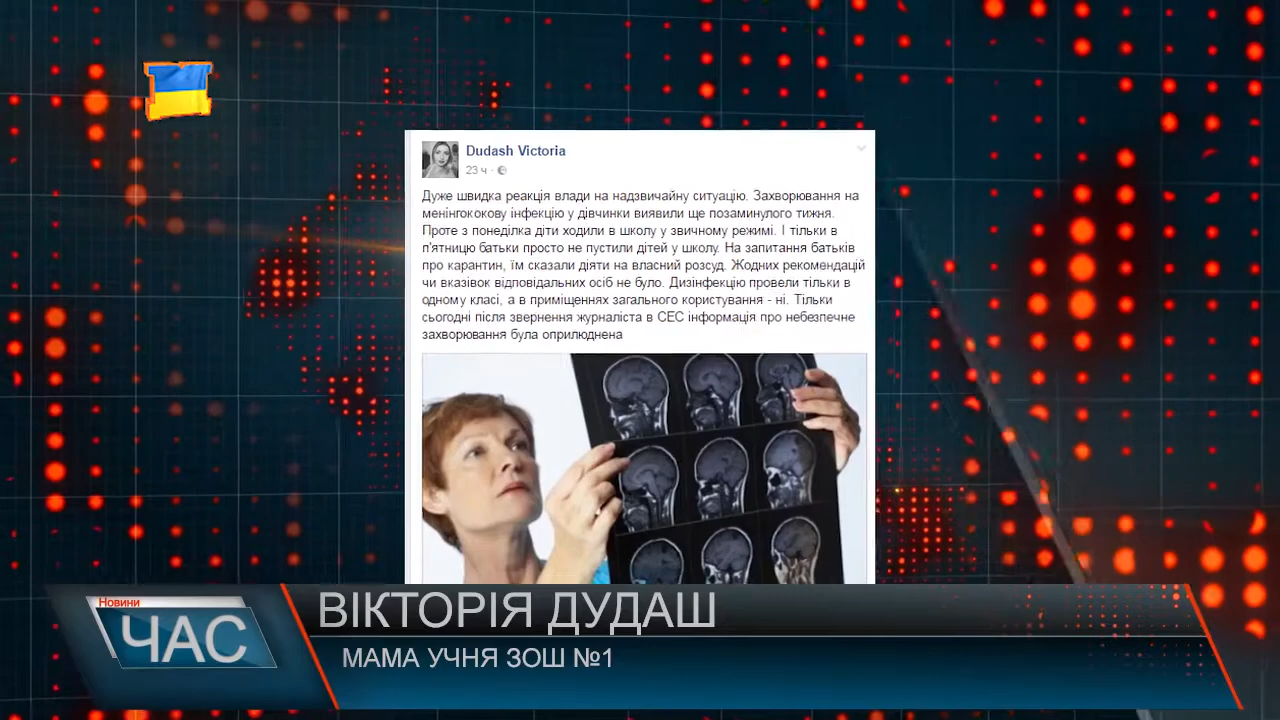 Dudash Victoria
23 ч ·
Дуже швидка реакція влади на надзвичайну ситуацію. Захворювання на
менінгококову інфекцію у дівчинки виявили ще позаминулого тижня.
Проте з понеділка діти ходили в школу у звичному режимі. І тільки в
п'ятницю батьки просто не пустили дітей у школу. На запитання батьків
про карантин, їм сказали діяти на власний розсуд. Жодних рекомендацій
чи вказівок відповідальних осіб не було. Дизінфекцію провели тільки в
одному класі, а в приміщеннях загального користування - ні. Тільки
сьогодні після звернення журналіста в СЕС інформація про небезпечне
захворювання була оприлюднена
Новини
ЧАС
ВІКТОРІЯ ДУДАШ
МАМА УЧНЯ ЗОШ №1